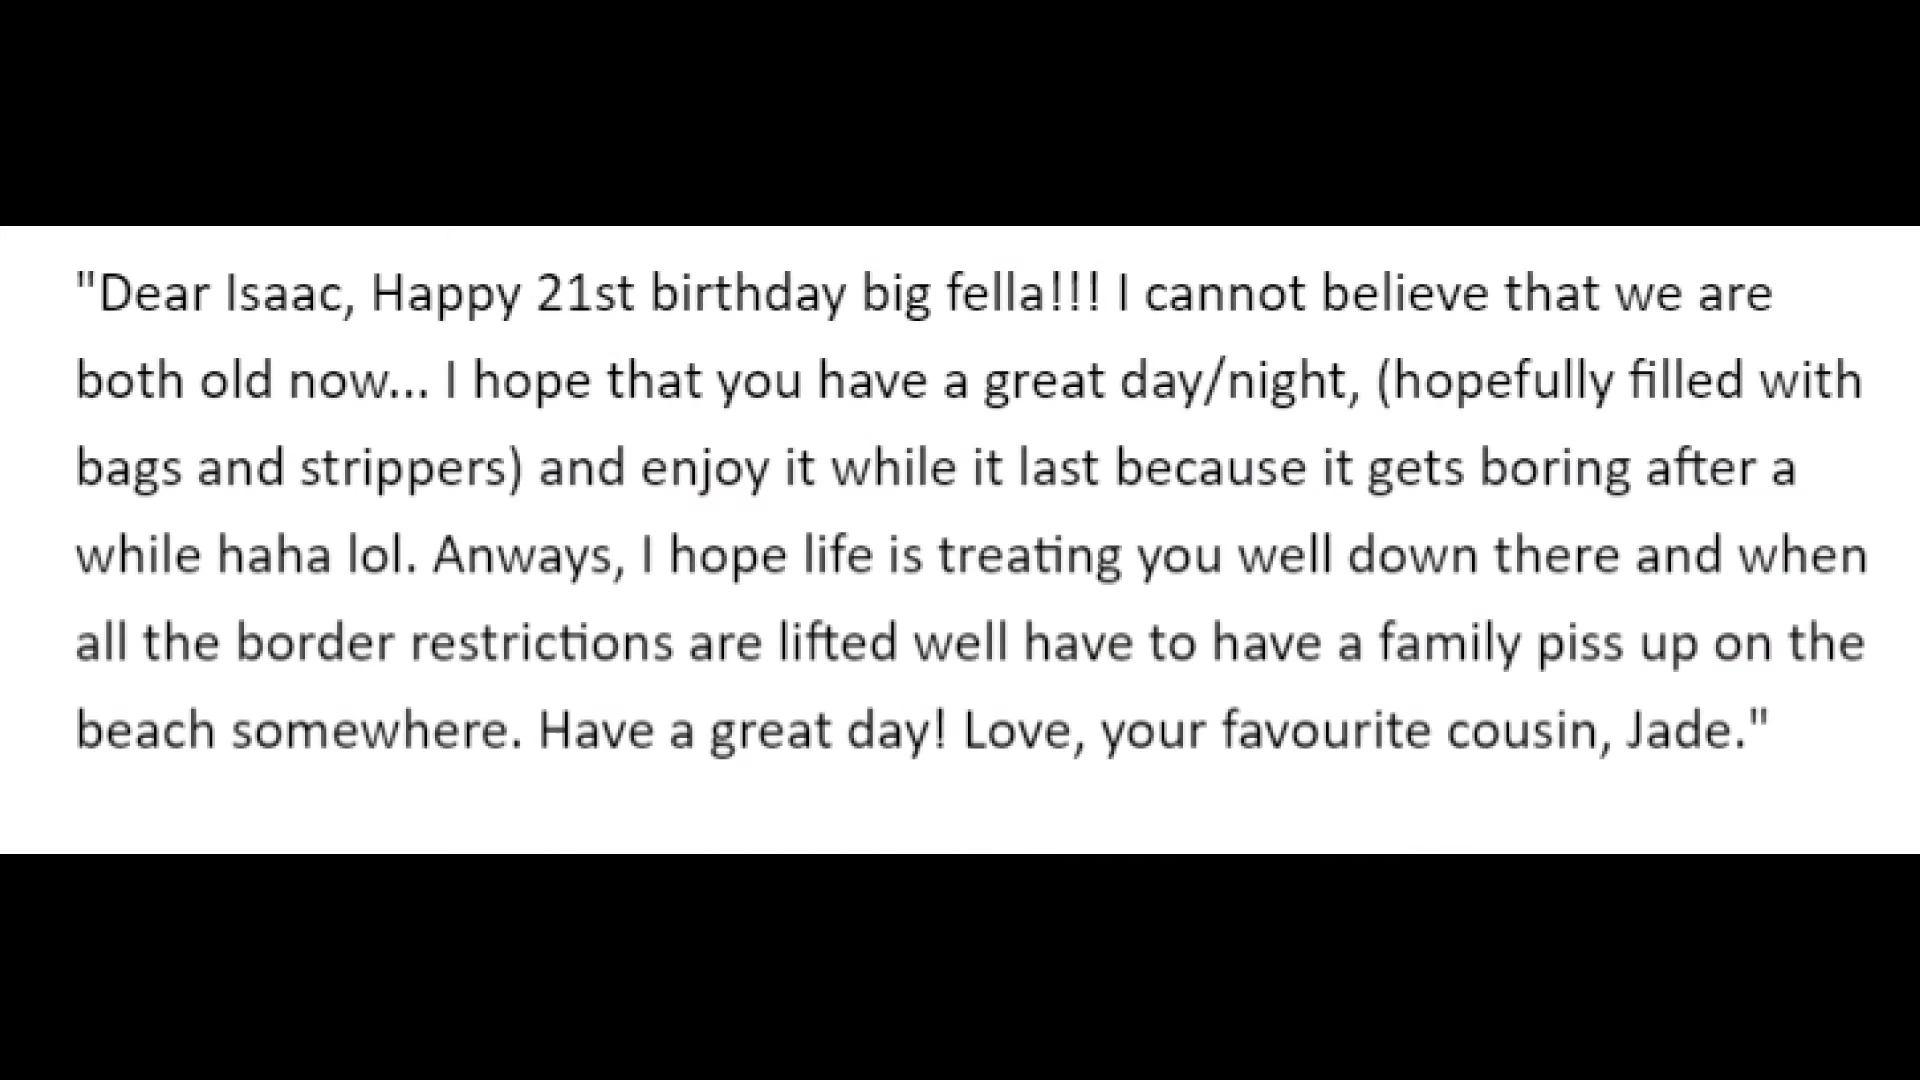 "Dear Isaac, Happy 21st birthday big fella!!! I cannot believe that we are
both old now... I hope that you have a great day/night, (hopefully filled with
bags and strippers) and enjoy it while it last because it gets boring after a
while haha lol. Anways, I hope life is treating you well down there and when
all the border restrictions are lifted well have to have a family piss up on the
beach somewhere. Have a great day! Love, your favourite cousin, Jade."